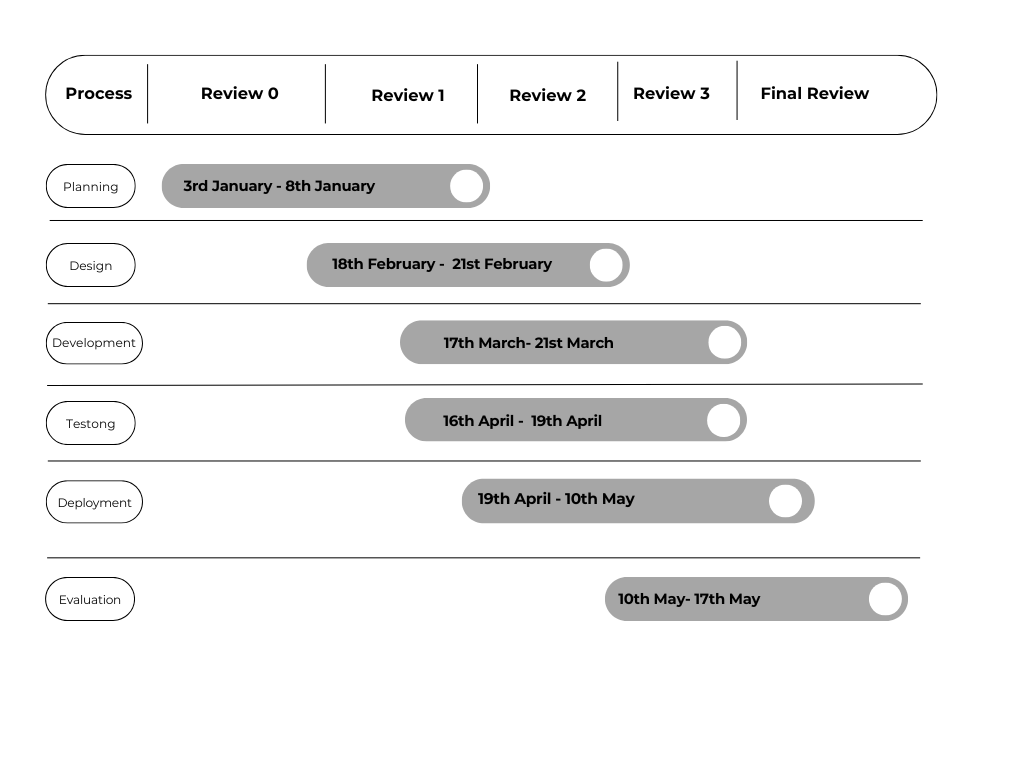 Process Review 0 Review 1 Review 2 Review 3 Final Review
Planning 3rd January - 8th January
Design 18th February - 21st February
Development 17th March- 21st March
Testong 16th April - 19th April
Deployment 19th April - 10th May
Evaluation 10th May- 17th May